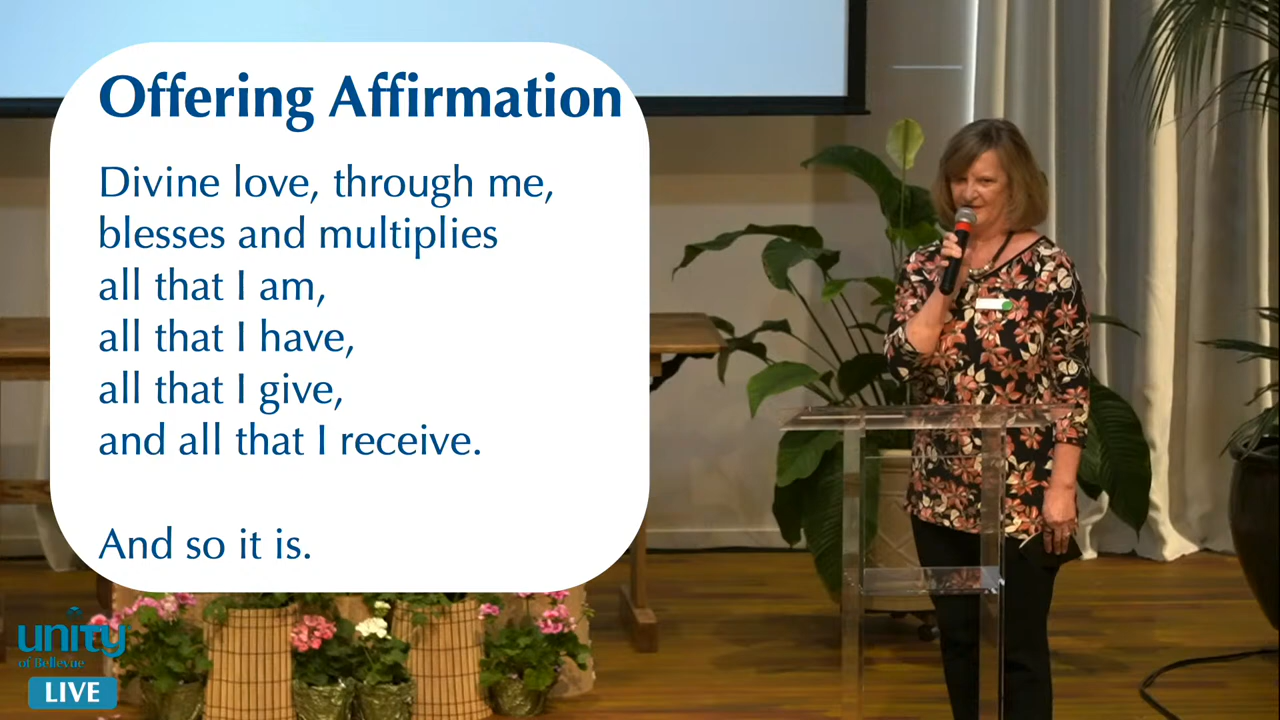 Offering Affirmation
Divine love, through me,
blesses and multiplies
all that I am,
all that I have,
all that I give,
and all that I receive.
And so it is.
unity
of Bellevue
LIVE